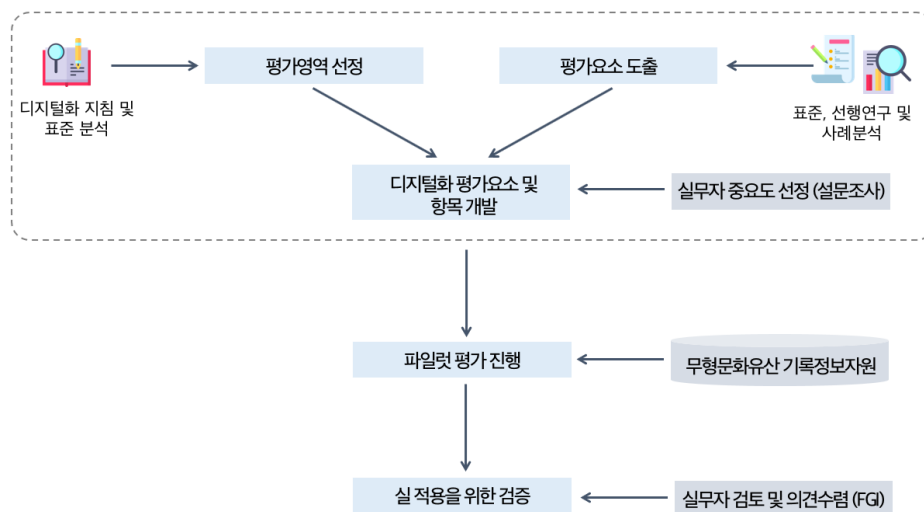 평가영역 선정
평가요소 도출
디지털화 지침 및
표준 분석
표준, 선행연구 및
사례분석
디지털화 평가요소 및
항목 개발
실무자 중요도 선정 (설문조사)
파일럿 평가 진행
무형문화유산 기록정보자원
실 적용을 위한 검증
실무자 검토 및 의견수렴 (FGI)